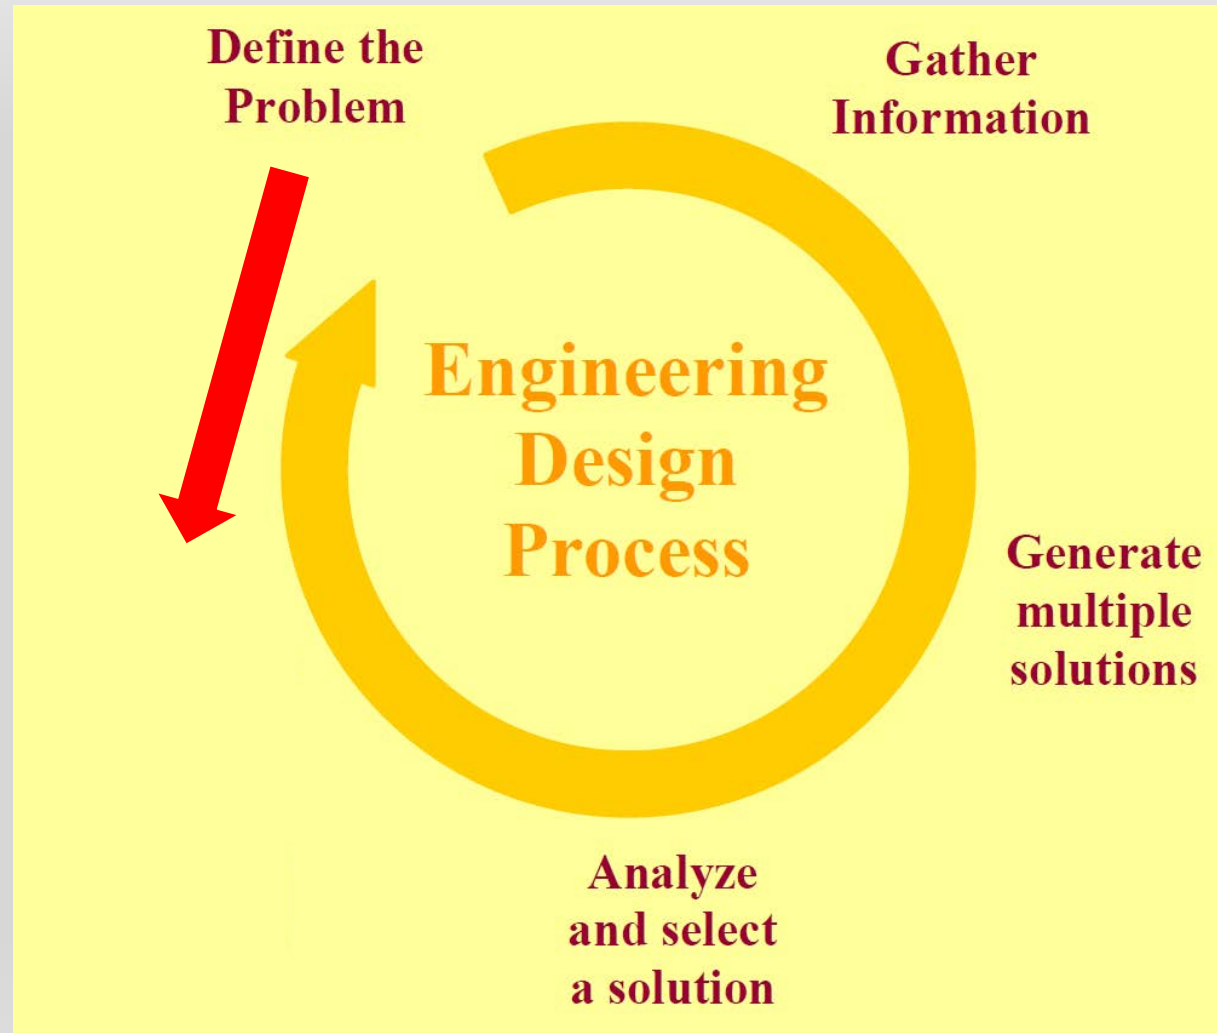 Define the
Problem
Gather
Information
Engineering
Design
Process
Generate
multiple
solutions
Analyze
and select
a solution